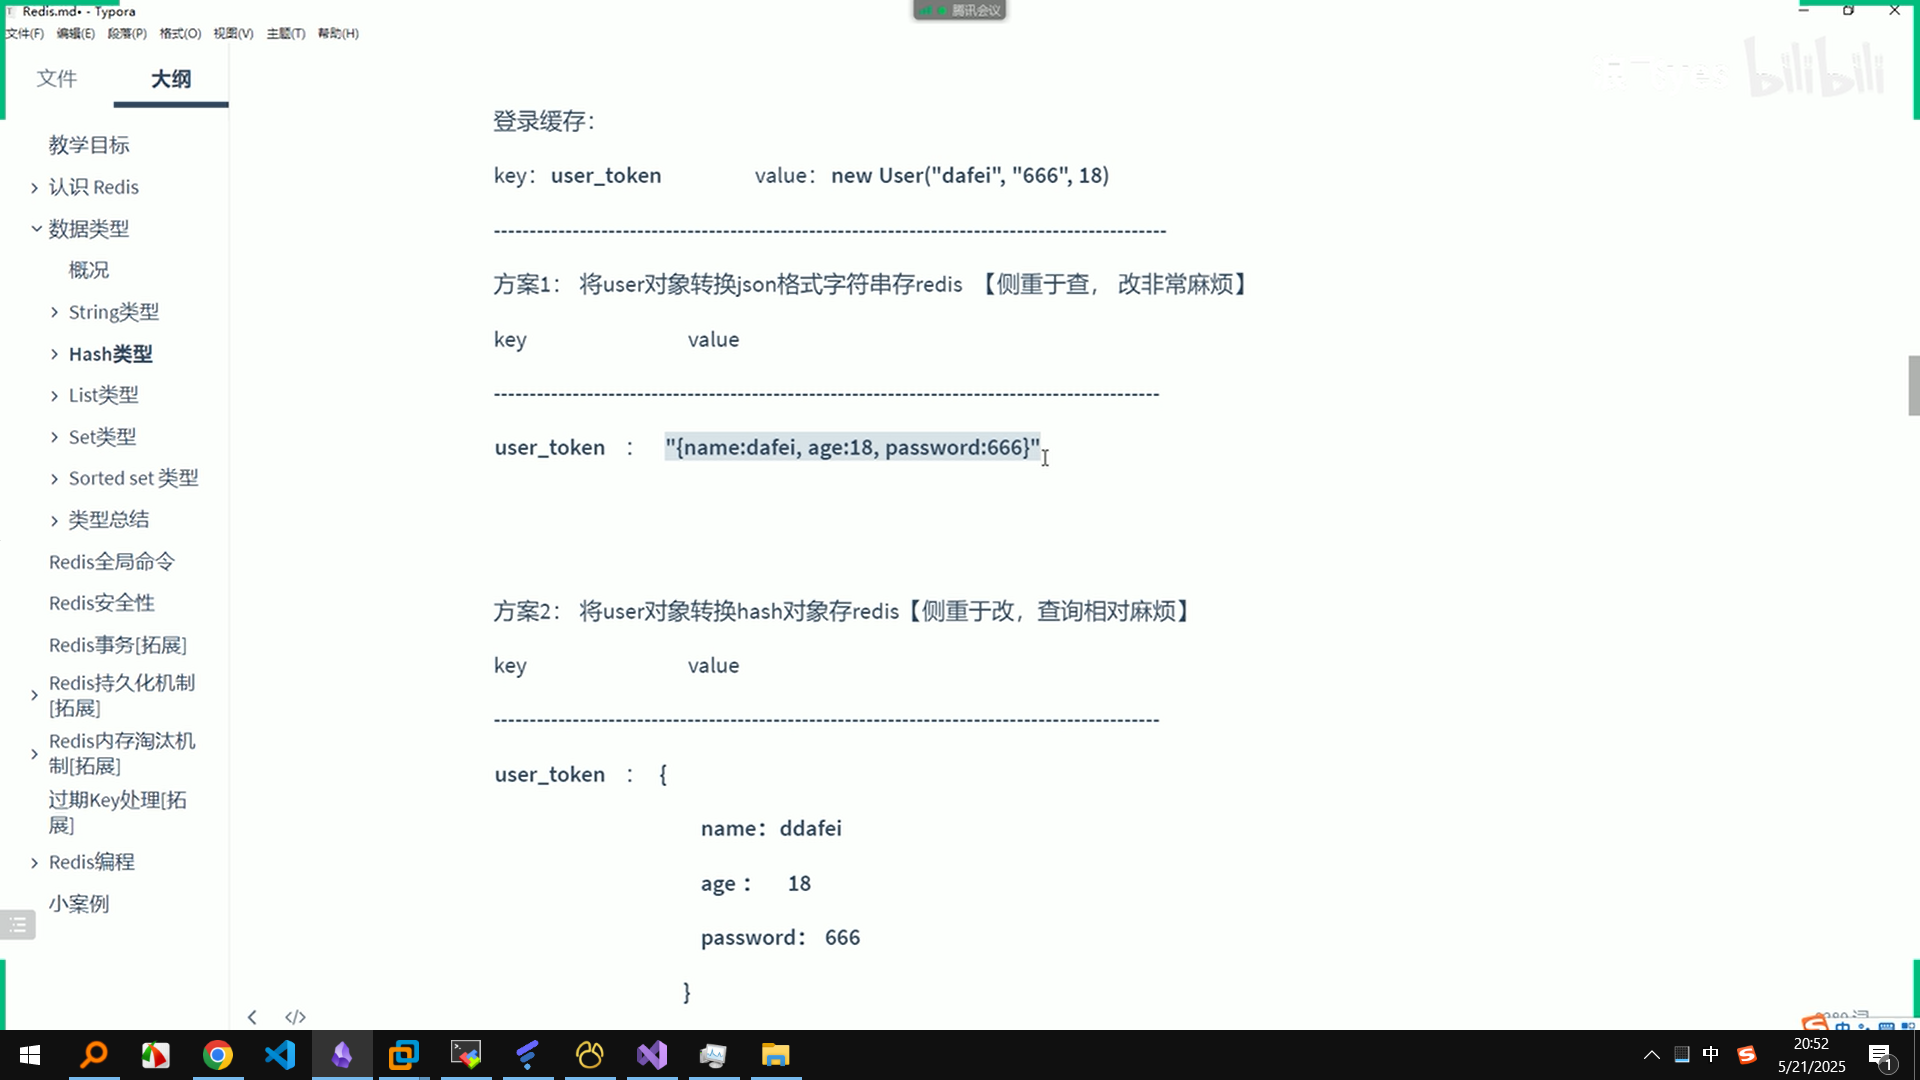 Redis.md• - Typora
腾讯会议
文件(F) 编辑(E) 段落(P) 格式(O) 视图(V) 主题(T) 帮助(H)
文件 大纲
bilibili
教学目标
认识 Redis
数据类型
概况
String类型
Hash类型
List类型
Set类型
Sorted set 类型
类型总结
Redis全局命令
Redis安全性
Redis事务[拓展]
Redis持久化机制
[拓展]
Redis内存淘汰机
制[拓展]
过期Key处理[拓
展]
Redis编程
小案例
登录缓存：
key： user_token value： new User("dafei", "666", 18)
---------------------------------------------------------------------------------------------
方案1： 将user对象转换json格式字符串存redis 【侧重于查， 改非常麻烦】
key value
--------------------------------------------------------------------------------------------
user_token ： "{name:dafei, age:18, password:666}"
方案2： 将user对象转换hash对象存redis【侧重于改，查询相对麻烦】
key value
--------------------------------------------------------------------------------------------
user_token ： {
name： ddafei
age ： 18
password： 666
}
</>
中
20:52
5/21/2025
1